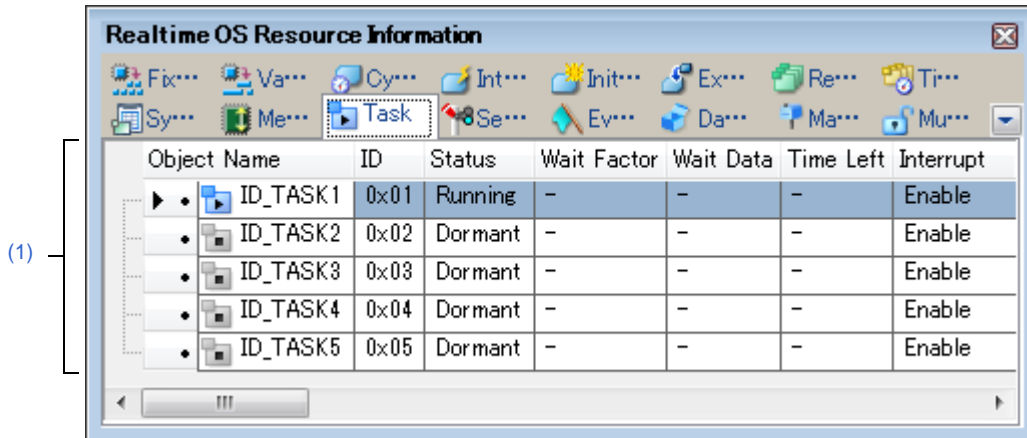 Realtime OS Resource Information
Fix··· Va··· Cy··· Int··· Init··· Ex··· Re··· Ti···
Sy··· Me··· Task Se··· Ev··· Da··· Ma··· Mu···
Object Name ID Status Wait Factor Wait Data Time Left Interrupt
ID_TASK1 0x01 Running - - - Enable
(1)
ID_TASK2 0x02 Dormant - - - Enable
ID_TASK3 0x03 Dormant - - - Enable
ID_TASK4 0x04 Dormant - - - Enable
ID_TASK5 0x05 Dormant - - - Enable